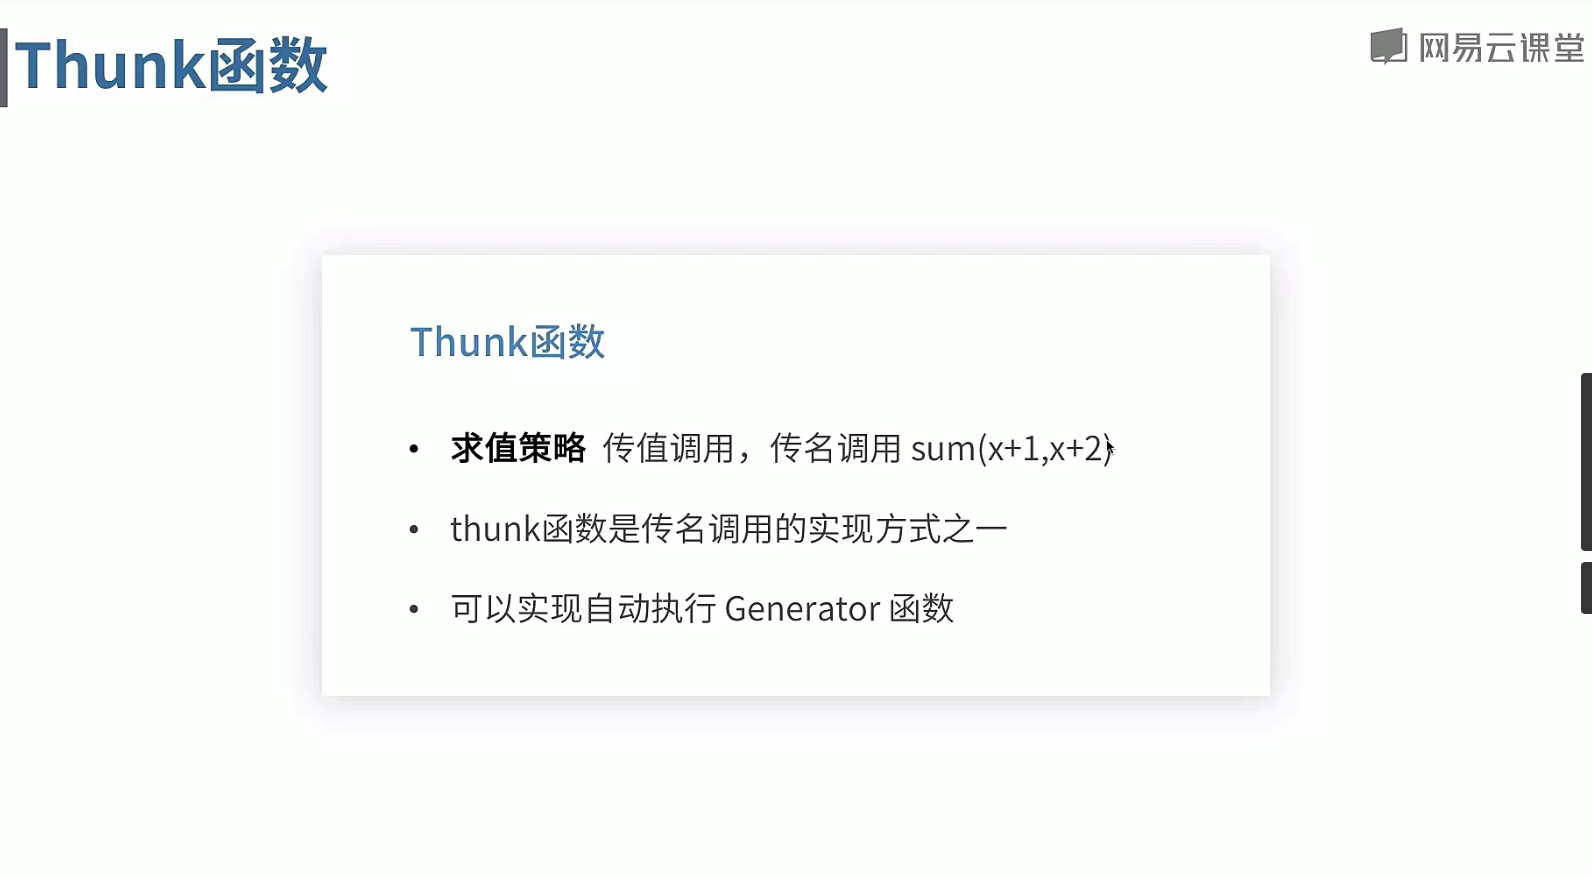 Thunk函数
网易云课堂
Thunk函数
• 求值策略 传值调用，传名调用 sum(x+1,x+2)
• thunk函数是传名调用的实现方式之一
• 可以实现自动执行 Generator 函数